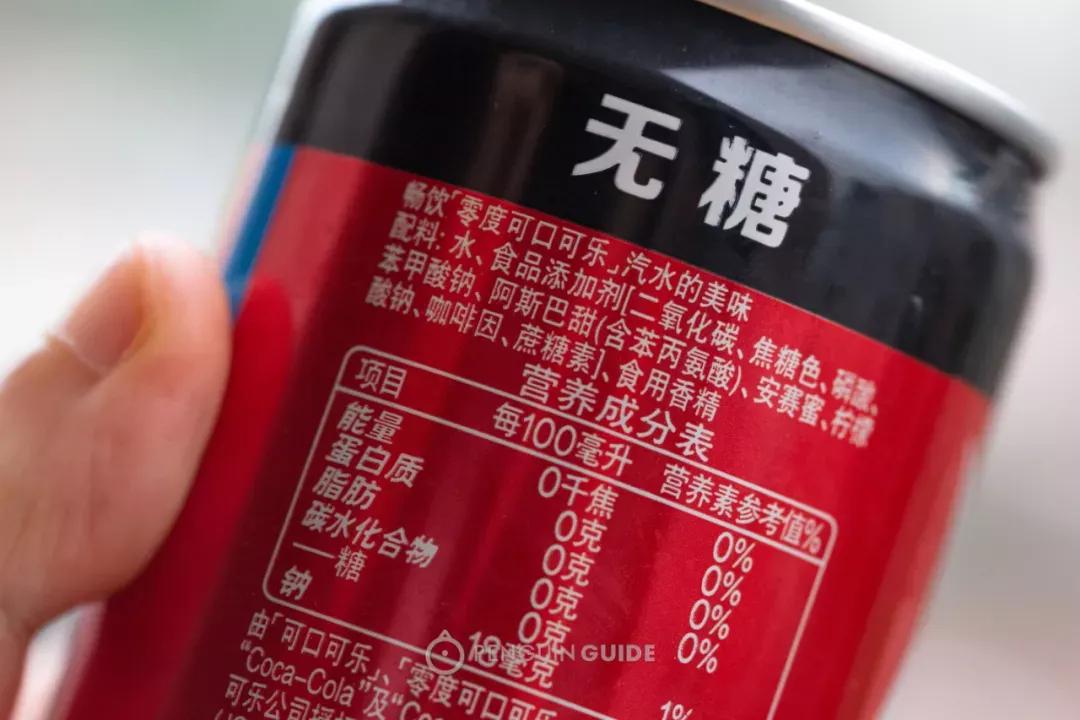 无糖
畅饮「零度可口可乐」汽水的美味
配料: 水、食品添加剂[二氧化碳、焦糖色、磷酸、
苯甲酸钠、阿斯巴甜(含苯丙氨酸)、安赛蜜、柠檬
酸钠、咖啡因、蔗糖素]、食用香精
营养成分表
项目 每100毫升 营养素参考值%
能量 0千焦 0%
蛋白质 0克 0%
脂肪 0克 0%
碳水化合物 0克 0%
——糖 0克
钠 18毫克 1%
由「可口可乐」、「零度可口可乐
"Coca-Cola"及"Coc
可乐公司授
PENGUIN GUIDE